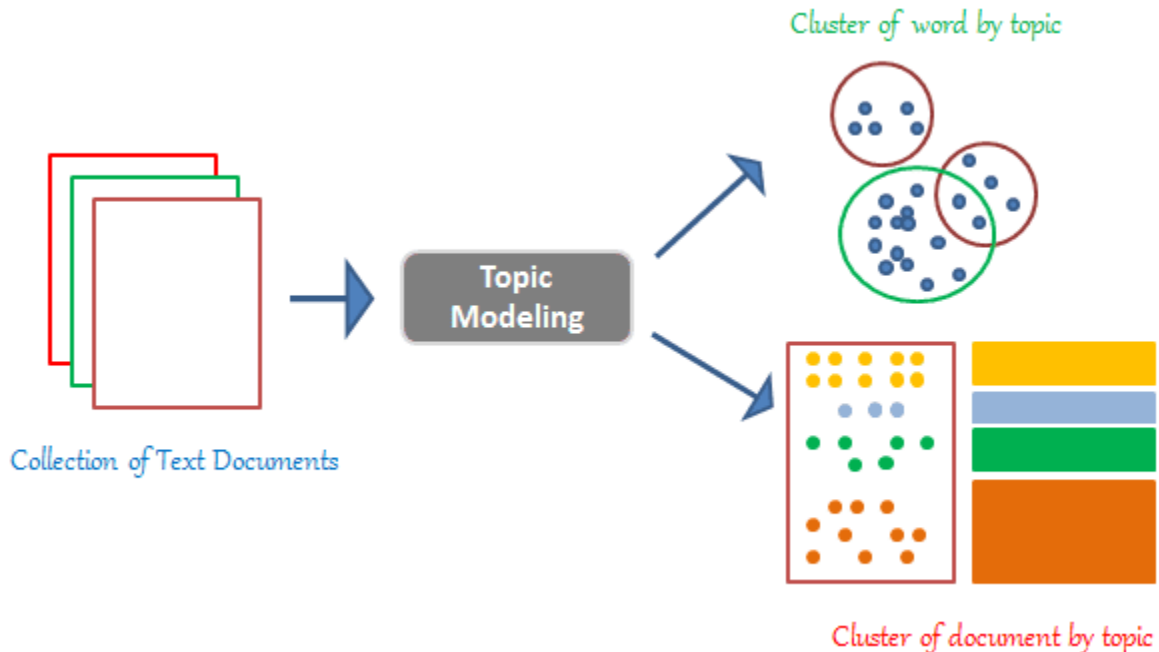 Cluster of word by topic
Topic
Modeling
Collection of Text Documents
Cluster of document by topic